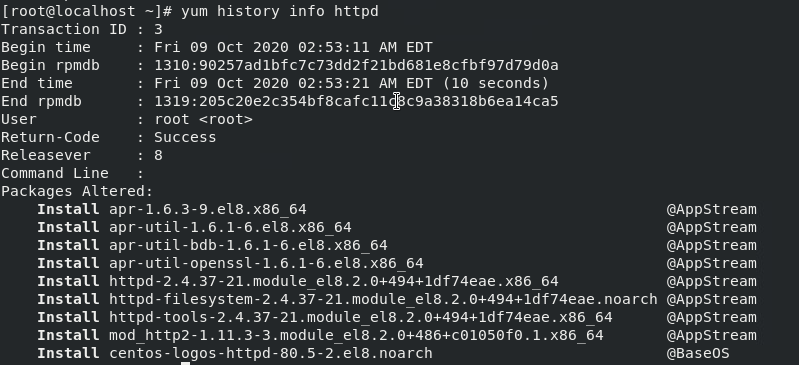 [root@localhost ~]# yum history info httpd
Transaction ID : 3
Begin time     : Fri 09 Oct 2020 02:53:11 AM EDT
Begin rpmdb    : 1310:90257ad1bfc7c73dd2f21bd681e8cfbf97d79d0a
End time       : Fri 09 Oct 2020 02:53:21 AM EDT (10 seconds)
End rpmdb      : 1319:205c20e2c354bf8cafc11c8c9a38318b6ea14ca5
User           : root <root>
Return-Code    : Success
Releasever     : 8
Command Line   :
Packages Altered:
    Install apr-1.6.3-9.el8.x86_64                                        @AppStream
    Install apr-util-1.6.1-6.el8.x86_64                                   @AppStream
    Install apr-util-bdb-1.6.1-6.el8.x86_64                               @AppStream
    Install apr-util-openssl-1.6.1-6.el8.x86_64                           @AppStream
    Install httpd-2.4.37-21.module_el8.2.0+494+1df74eae.x86_64            @AppStream
    Install httpd-filesystem-2.4.37-21.module_el8.2.0+494+1df74eae.noarch @AppStream
    Install httpd-tools-2.4.37-21.module_el8.2.0+494+1df74eae.x86_64      @AppStream
    Install mod_http2-1.11.3-3.module_el8.2.0+486+c01050f0.1.x86_64       @AppStream
    Install centos-logos-httpd-80.5-2.el8.noarch                          @BaseOS